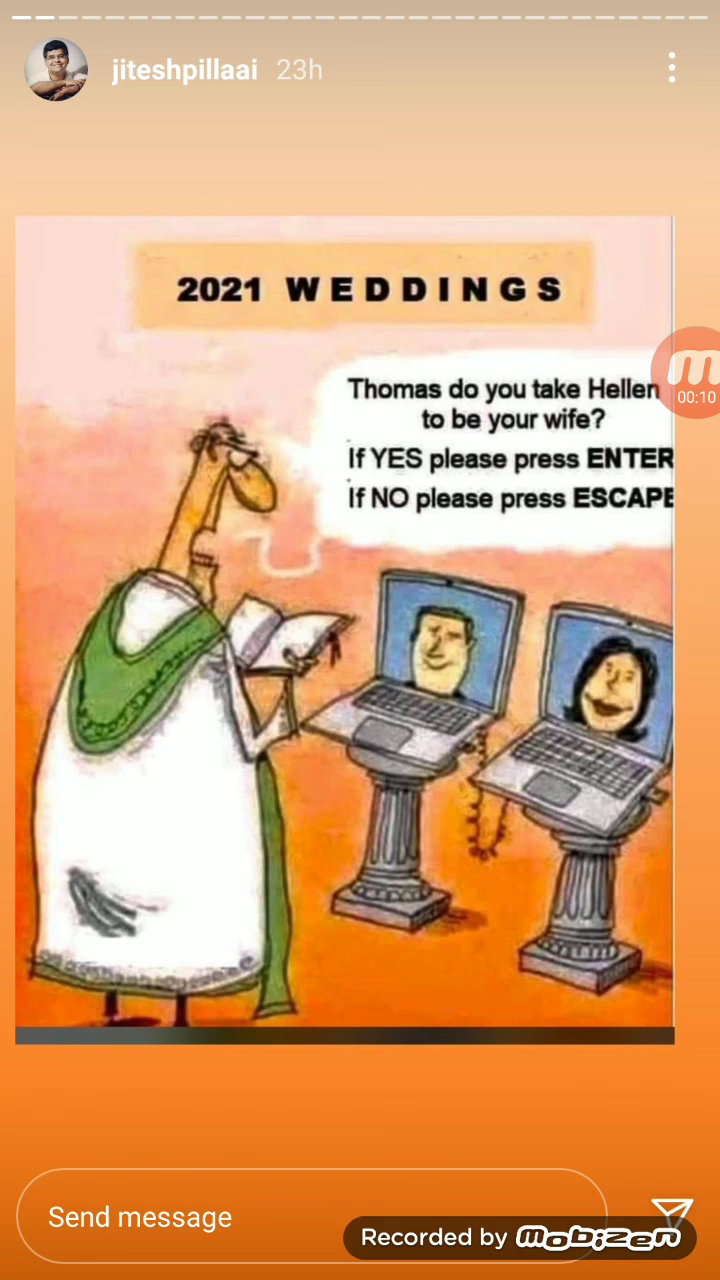 jiteshpillaai 23h
2021 WEDDINGS
Thomas do you take Hellen
to be your wife?
If YES please press ENTER
If NO please press ESCAPE
00:10
Send message
Recorded by mobizen